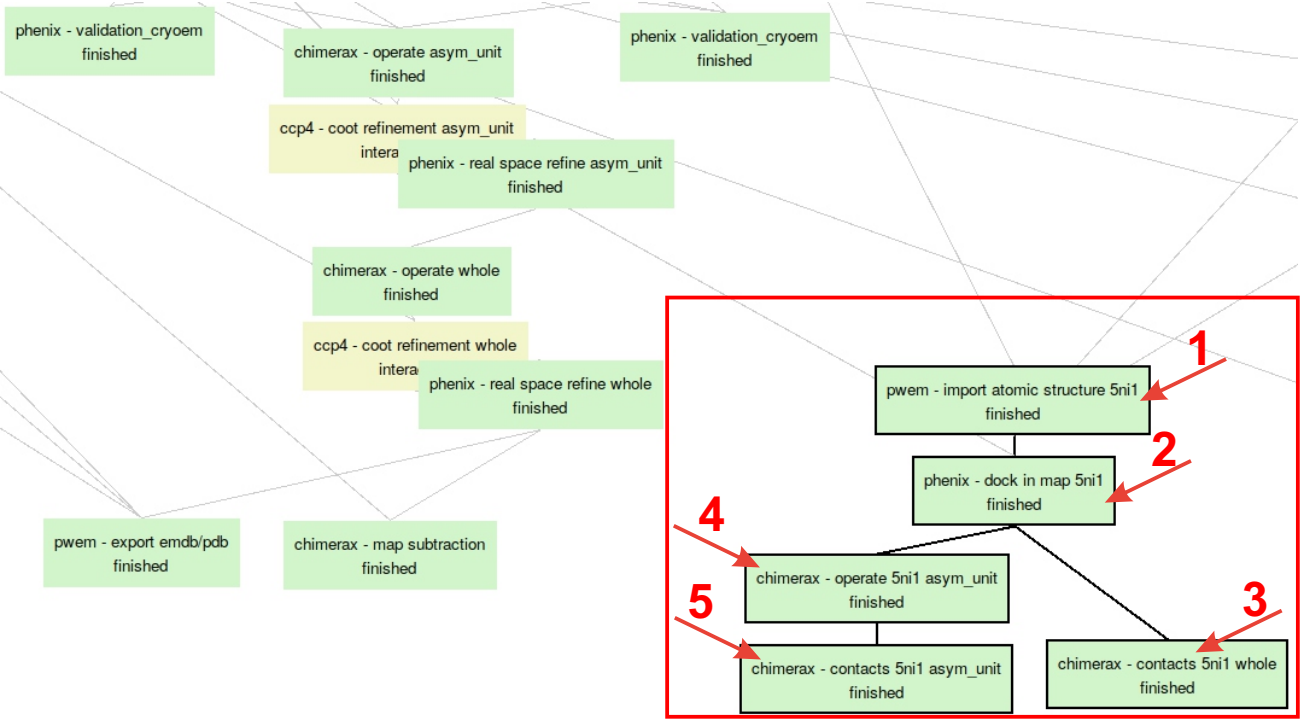 phenix - validation_cryoem
finished
chimerax - operate asym_unit
finished
phenix - validation_cryoem
finished
ccp4 - coot refinement asym_unit
intera
phenix - real space refine asym_unit
finished
chimerax - operate whole
finished
ccp4 - coot refinement whole
intera
phenix - real space refine whole
finished
pwem - export emdb/pdb
finished
chimerax - map subtraction
finished
1
pwem - import atomic structure 5ni1
finished
2
phenix - dock in map 5ni1
finished
4
chimerax - operate 5ni1 asym_unit
finished
5
chimerax - contacts 5ni1 asym_unit
finished
3
chimerax - contacts 5ni1 whole
finished